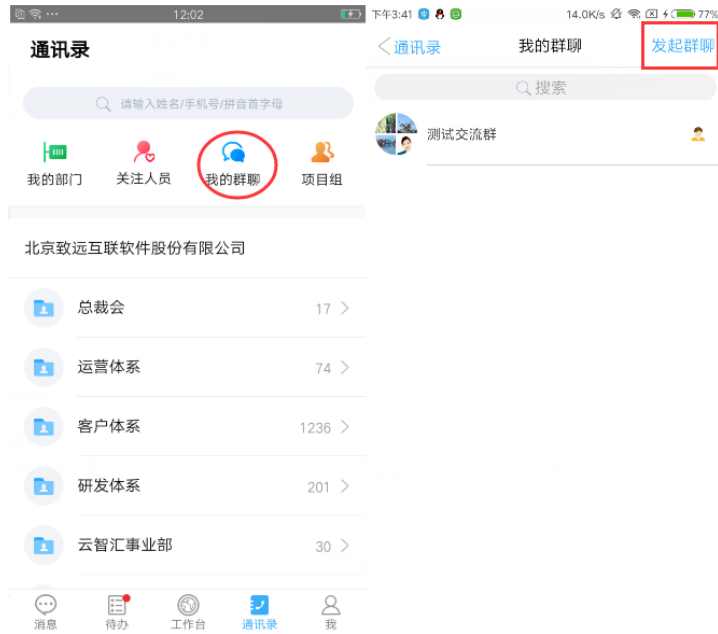 12:02
通讯录
请输入姓名/手机号/拼音首字母
我的部门
关注人员
我的群聊
项目组
北京致远互联软件股份有限公司
总裁会
17
运营体系
74
客户体系
1236
研发体系
201
云智汇事业部
30
消息
待办
工作台
通讯录
我
下午3:41
14.0K/s
77%
通讯录
我的群聊
发起群聊
搜索
测试交流群